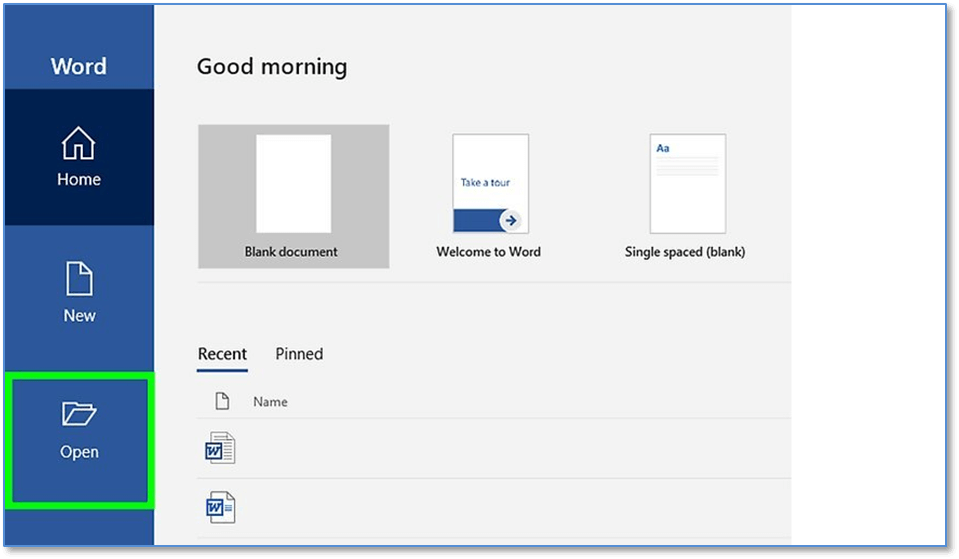 Word
Home
New
Open
Good morning
Take a tour
Aa
Blank document
Welcome to Word
Single spaced (blank)
Recent
Pinned
Name
W
W